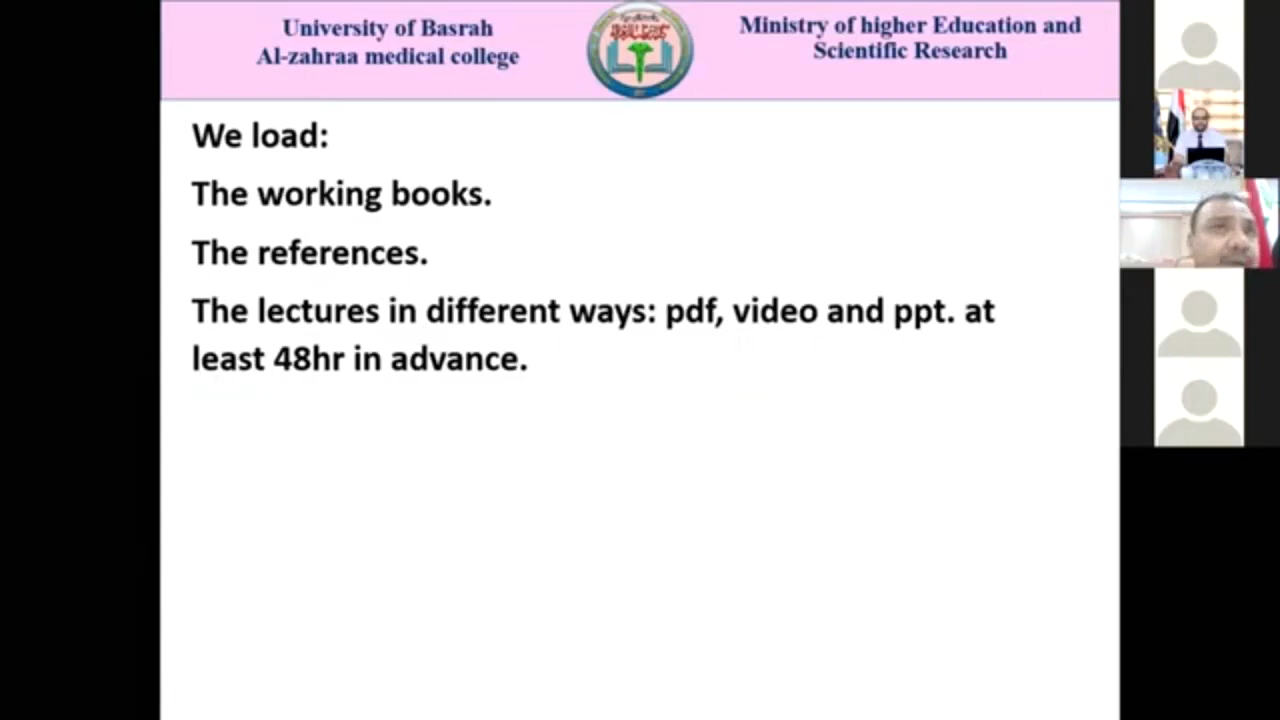 University of Basrah
Al-zahraa medical college
Ministry of higher Education and
Scientific Research
We load:
The working books.
The references.
The lectures in different ways: pdf, video and ppt. at
least 48hr in advance.